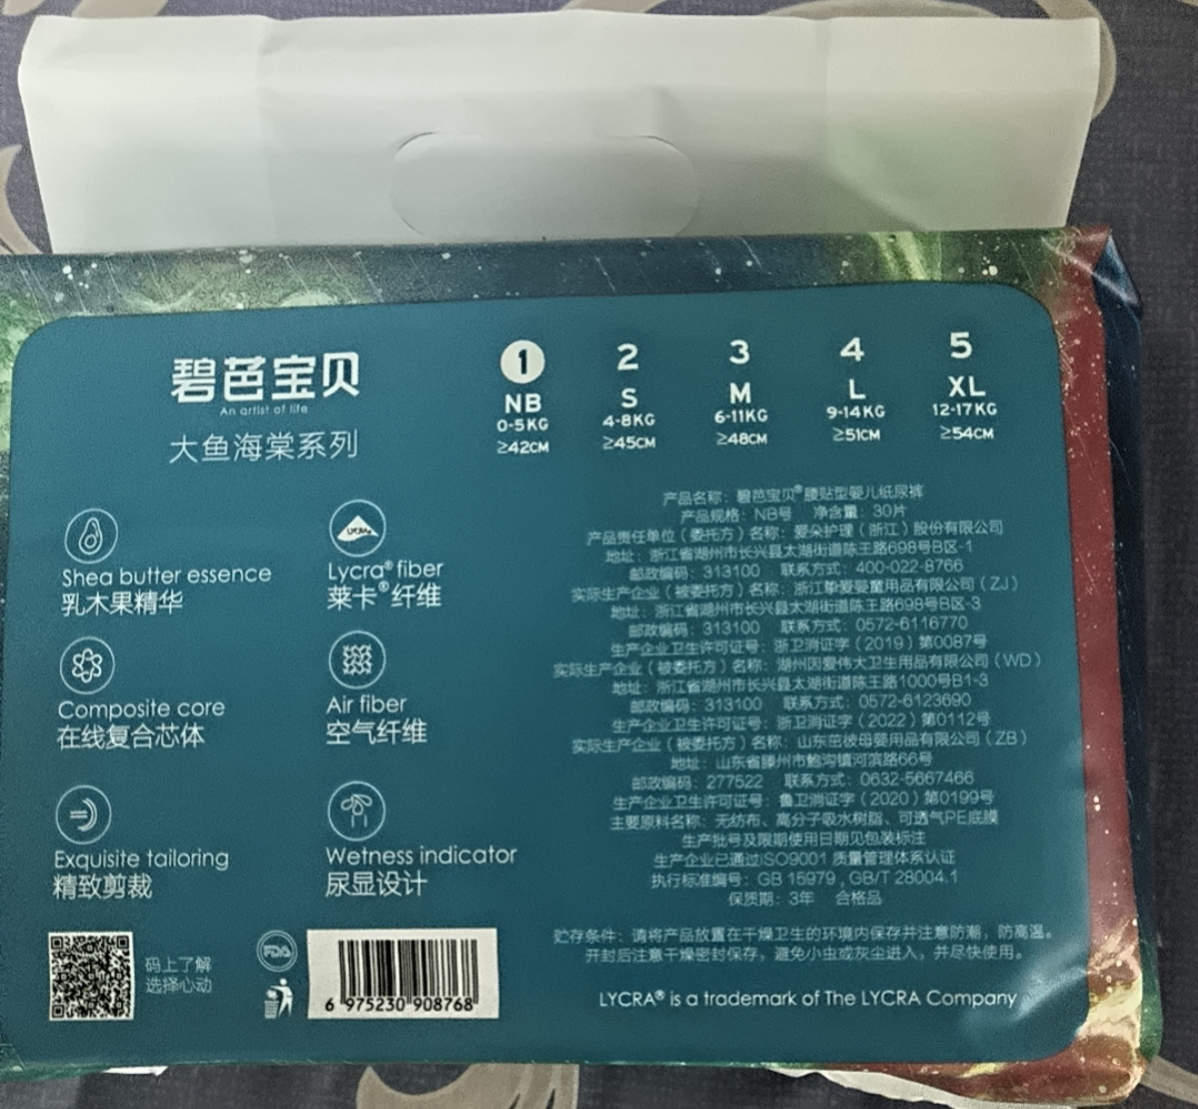 碧芭宝贝
An artist of life
大鱼海棠系列
1 2 3 4 5
NB S M L XL
0-5KG 4-8KG 6-11KG 9-14KG 12-17KG
≥42CM ≥45CM ≥48CM ≥51CM ≥54CM
Shea butter essence
乳木果精华
LYCRA
Lycra® fiber
莱卡®纤维
Composite core
在线复合芯体
Air fiber
空气纤维
Exquisite tailoring
精致剪裁
Wetness indicator
尿显设计
产品名称：碧芭宝贝®腰贴型婴儿纸尿裤
产品规格：NB号 净含量：30片
产品责任单位（委托方）名称：爱朵护理（浙江）股份有限公司
地址：浙江省湖州市长兴县太湖街道陈王路698号B区-1
邮政编码：313100 联系方式：400-022-8766
实际生产企业（被委托方）名称：浙江挚爱婴童用品有限公司（ZJ）
地址：浙江省湖州市长兴县太湖街道陈王路698号B区-3
邮政编码：313100 联系方式：0572-6116770
生产企业卫生许可证号：浙卫消证字（2019）第0087号
实际生产企业（被委托方）名称：湖州因爱伟大卫生用品有限公司（WD）
地址：浙江省湖州市长兴县太湖街道陈王路1000号B1-3
邮政编码：313100 联系方式：0572-6123690
生产企业卫生许可证号：浙卫消证字（2022）第0112号
实际生产企业（被委托方）名称：山东芘彼母婴用品有限公司（ZB）
地址：山东省滕州市鲍沟镇河滨路66号
邮政编码：277522 联系方式：0632-5667466
生产企业卫生许可证号：鲁卫消证字（2020）第0199号
主要原料名称：无纺布、高分子吸水树脂、可透气PE底膜
生产批号及限期使用日期见包装标注
生产企业已通过ISO9001 质量管理体系认证
执行标准编号：GB 15979 , GB/T 28004.1
保质期：3年 合格品
贮存条件：请将产品放置在干燥卫生的环境内保存并注意防潮，防高温。
开封后注意干燥密封保存，避免小虫或灰尘进入，并尽快使用。
LYCRA® is a trademark of The LYCRA Company
码上了解
选择心动
FDA
6 975230 908768